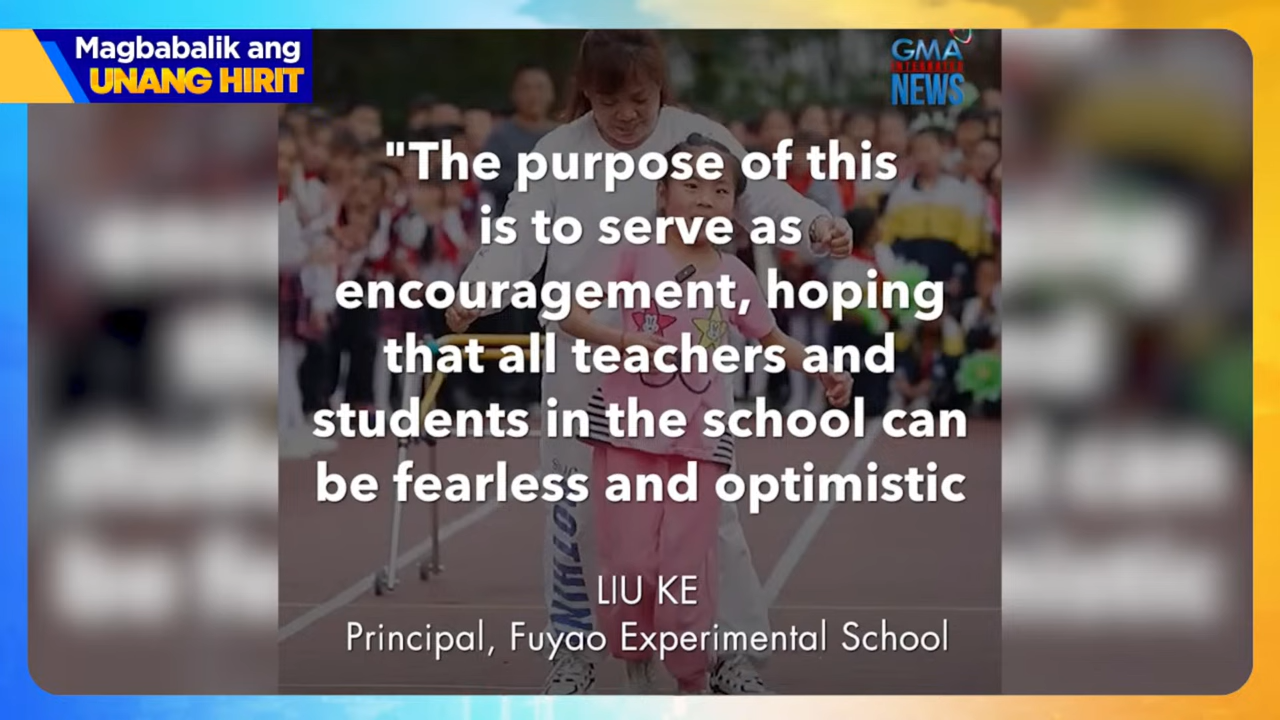 Magbabalik ang
UNANG HIRIT
GMA
INTEGRATED
NEWS
"The purpose of this
is to serve as
encouragement, hoping
that all teachers and
students in the school can
be fearless and optimistic
LIU KE
Principal, Fuyao Experimental School